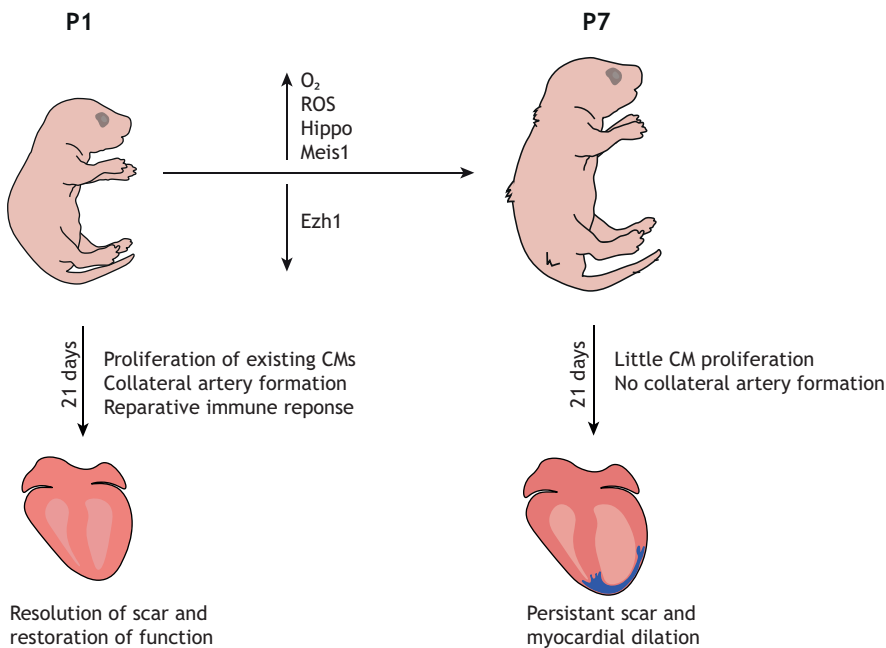 P1
P7
O₂
ROS
Hippo
Meis1
Ezh1
21 days
Proliferation of existing CMs
Collateral artery formation
Reparative immune reponse
21 days
Little CM proliferation
No collateral artery formation
Resolution of scar and
restoration of function
Persistant scar and
myocardial dilation